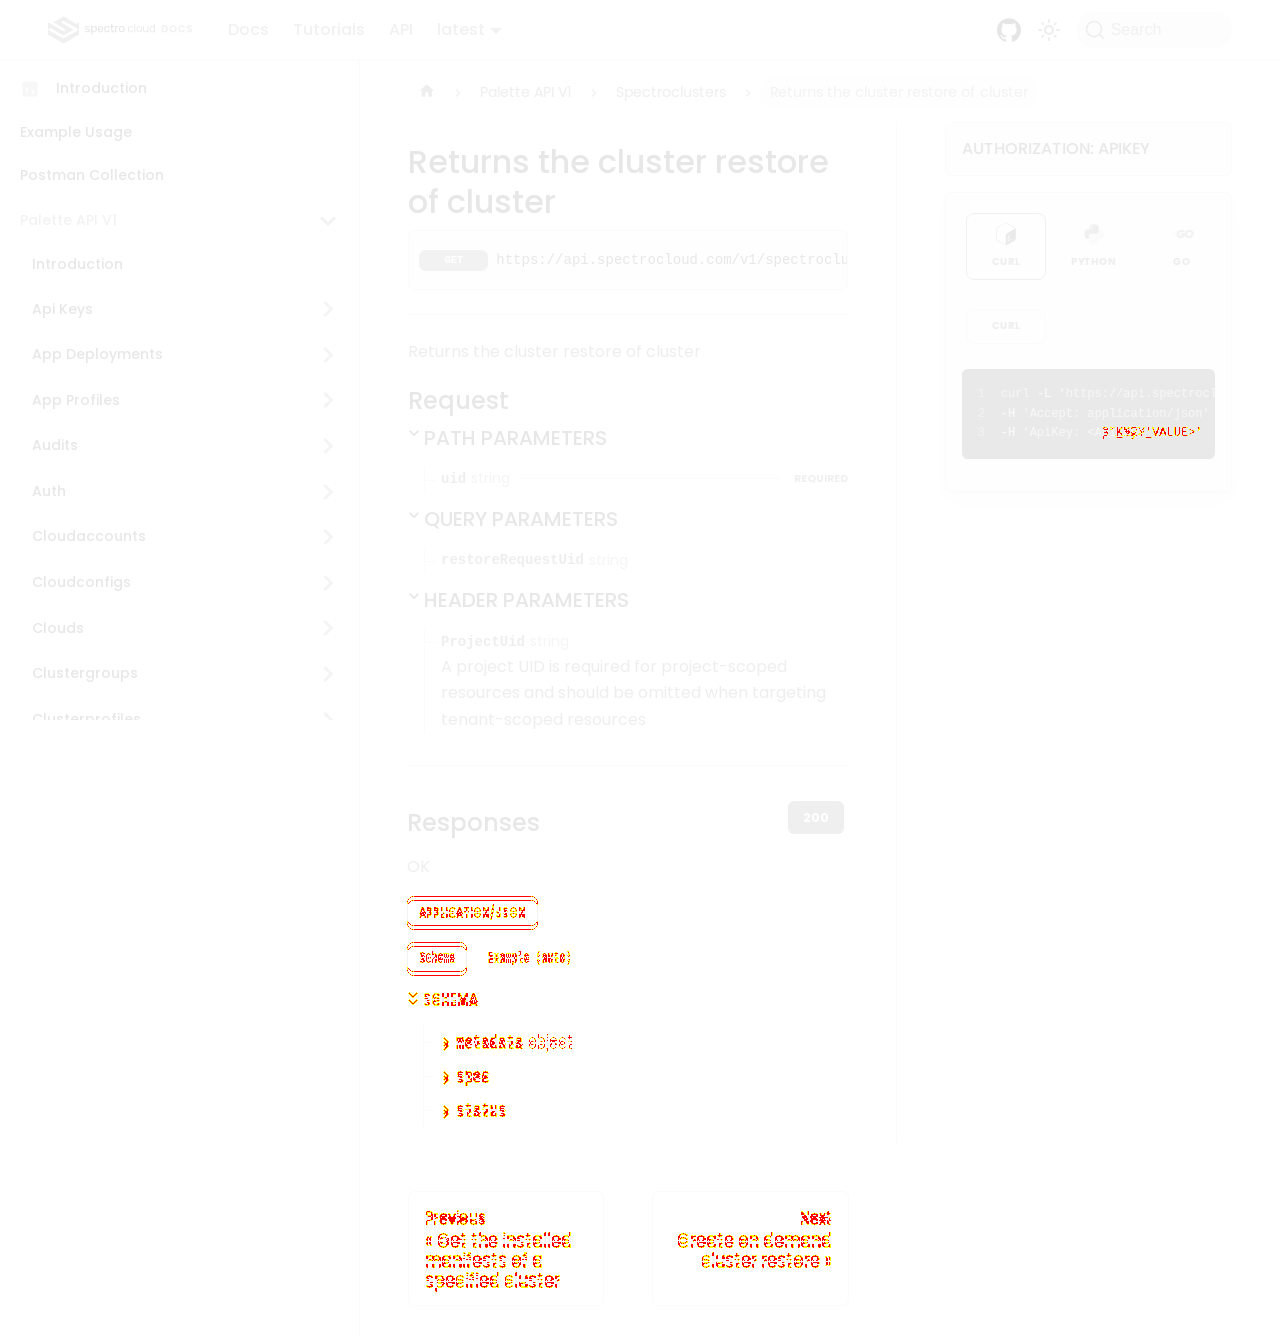 spectro cloud DOCS
Docs
Tutorials
API
latest
Search
Introduction
Example Usage
Postman Collection
Palette API V1
Introduction
Api Keys
App Deployments
App Profiles
Audits
Auth
Cloudaccounts
Cloudconfigs
Clouds
Clustergroups
Clusterprofiles
Palette API V1
Spectroclusters
Returns the cluster restore of cluster
Returns the cluster restore
of cluster
GET https://api.spectrocloud.com/v1/spectroclu
Returns the cluster restore of cluster
Request
PATH PARAMETERS
uid string REQUIRED
QUERY PARAMETERS
restoreRequestUid string
HEADER PARAMETERS
ProjectUid string
A project UID is required for project-scoped
resources and should be omitted when targeting
tenant-scoped resources
Responses
200
OK
APPLICATION/JSON
Schema
Example (auto)
SCHEMA
metadata object
spec
status
Previous
« Get the installed
manifests of a
specified cluster
Next
Create on demand
cluster restore »
AUTHORIZATION: APIKEY
CURL
PYTHON
GO
GO
CURL
1 curl -L 'https://api.spectrocl
2 -H 'Accept: application/json'
3 -H 'ApiKey: